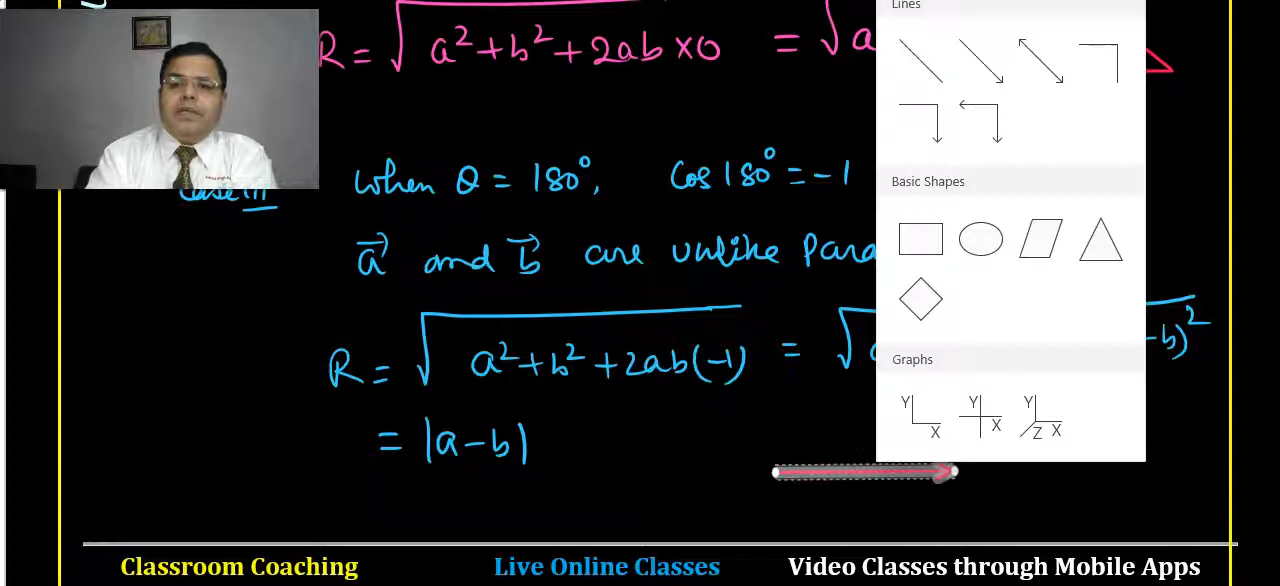 R = √a² + b² + 2ab × 0 = √a
Lines
Case III when θ = 180°, cos 180° = -1
Basic Shapes
a⃗ and b⃗ are unlike Para
R = √a² + b² + 2ab(-1) = √ -b)²
Graphs
Y X Y X Y Z X
= |a - b|
Classroom Coaching Live Online Classes Video Classes through Mobile Apps